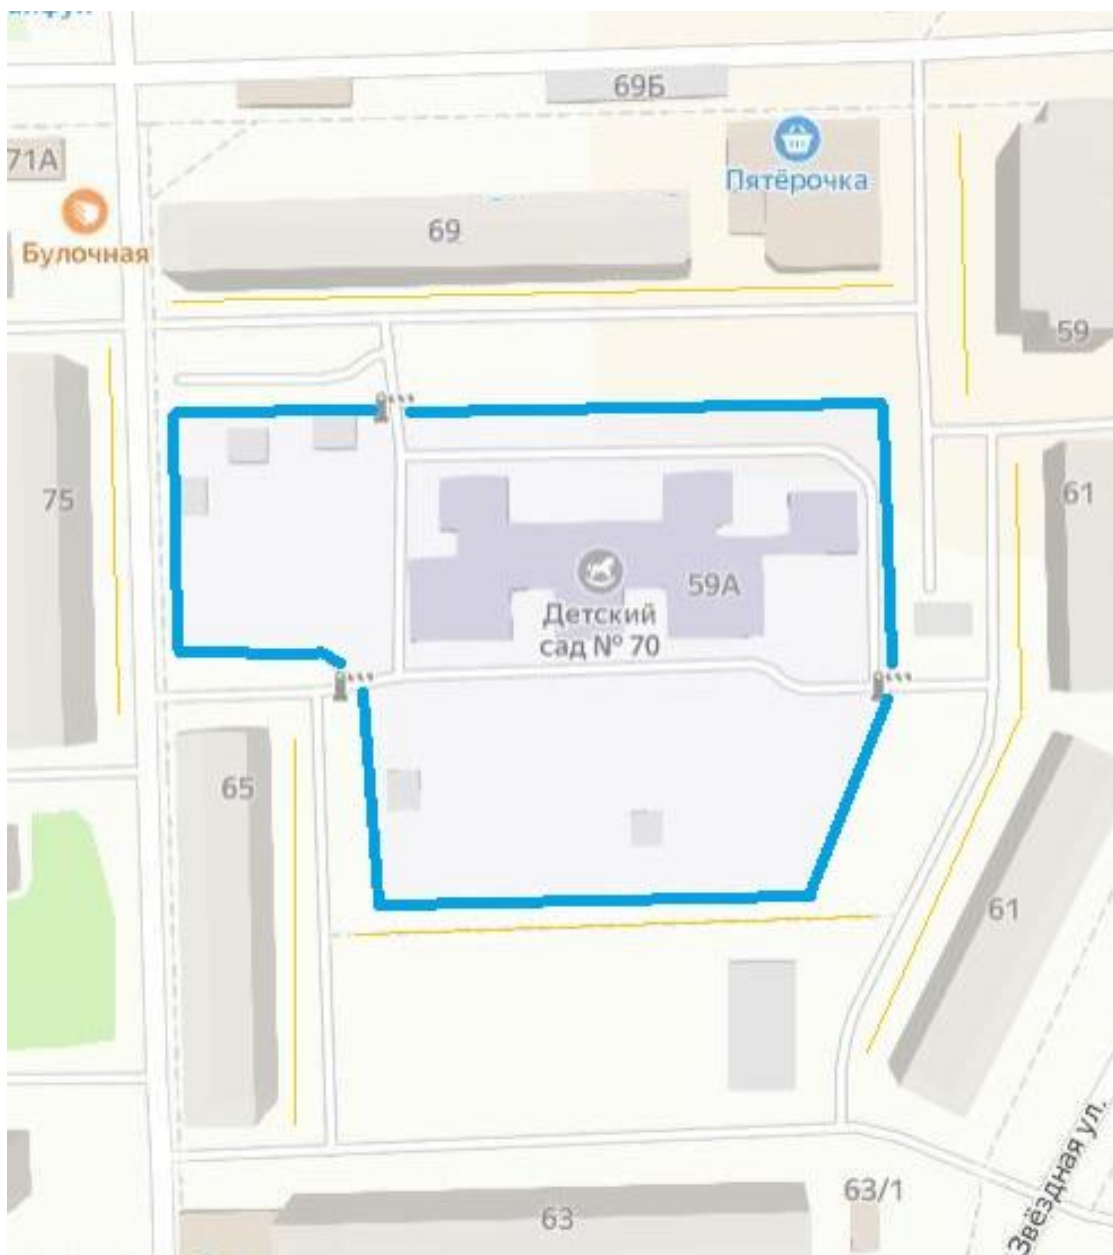 69Б
71А
Пятёрочка
69
Булочная
59
75
61
59А
Детский
сад № 70
65
61
Звёздная ул.
63/1
63